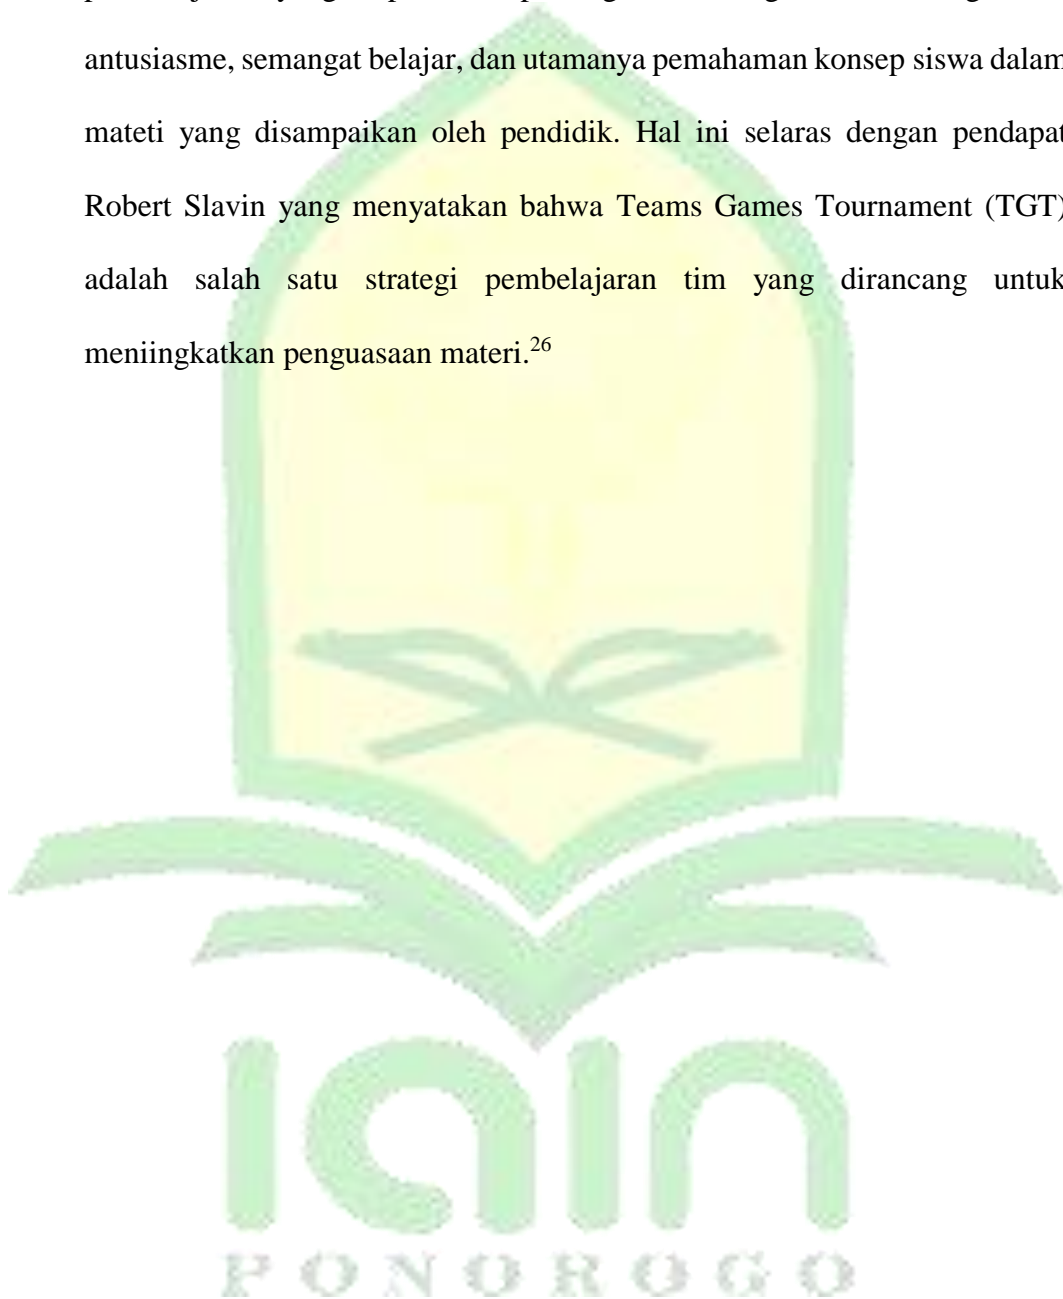 antusiasme, semangat belajar, dan utamanya pemahaman konsep siswa dalam
mateti yang disampaikan oleh pendidik. Hal ini selaras dengan pendapat
Robert Slavin yang menyatakan bahwa Teams Games Tournament (TGT)
adalah salah satu strategi pembelajaran tim yang dirancang untuk
meniingkatkan penguasaan materi.26
iain
PONOROGO